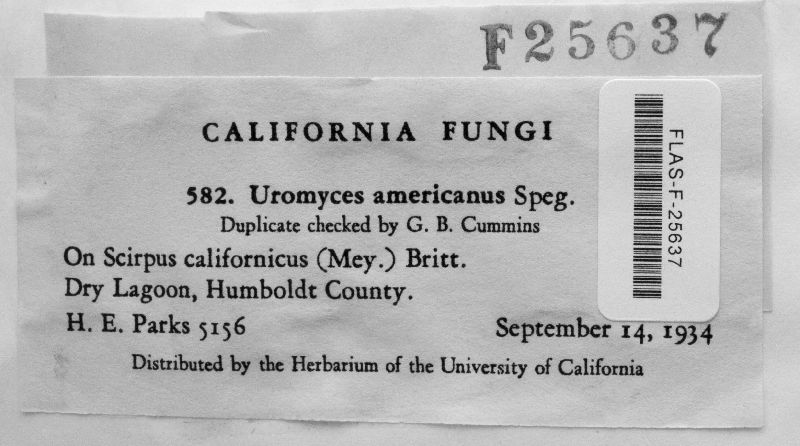 F25637
CALIFORNIA FUNGI
582. Uromyces americanus Speg.
Duplicate checked by G. B. Cummins
On Scirpus californicus (Mey.) Britt.
Dry Lagoon, Humboldt County.
H. E. Parks 5156
September 14, 1934
Distributed by the Herbarium of the University of California
FLAS-F-25637